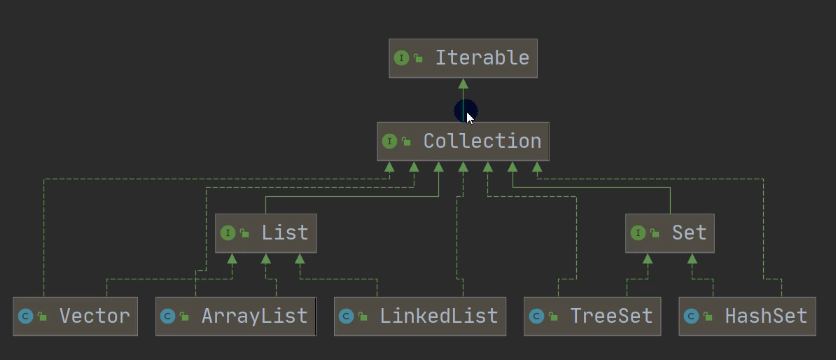 I Iterable
I Collection
I List
I Set
C Vector
C ArrayList
C LinkedList
C TreeSet
C HashSet